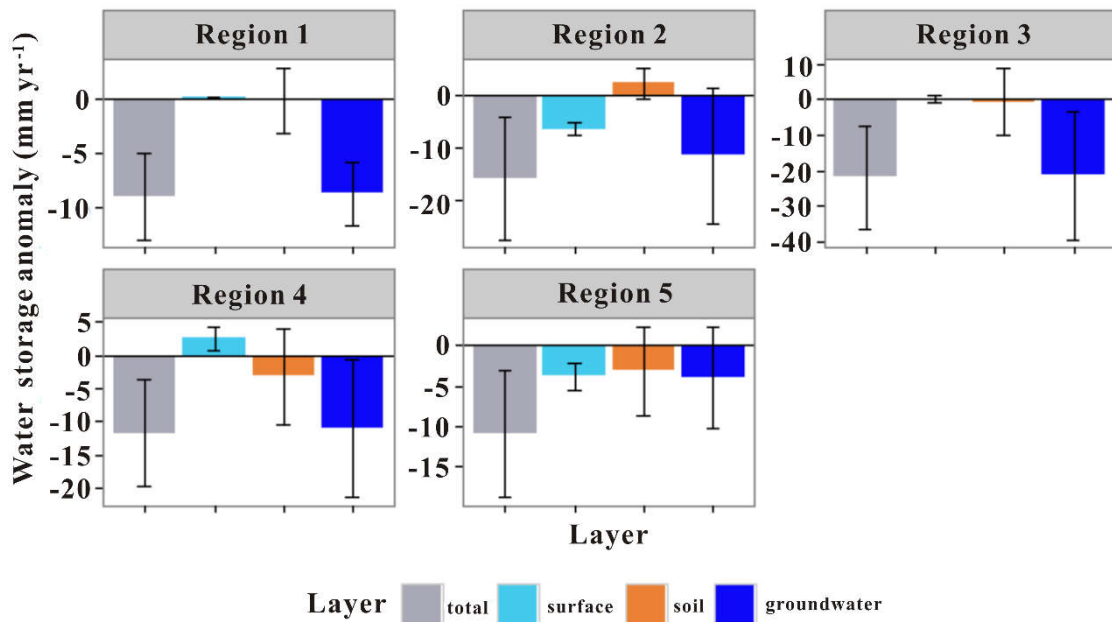 Water storage anomaly (mm yr⁻¹)
Region 1
0
-5
-10
Region 2
0
-10
-20
Region 3
10
0
-10
-20
-30
-40
Region 4
5
0
-5
-10
-15
-20
Region 5
0
-5
-10
-15
Layer
Layer total surface soil groundwater